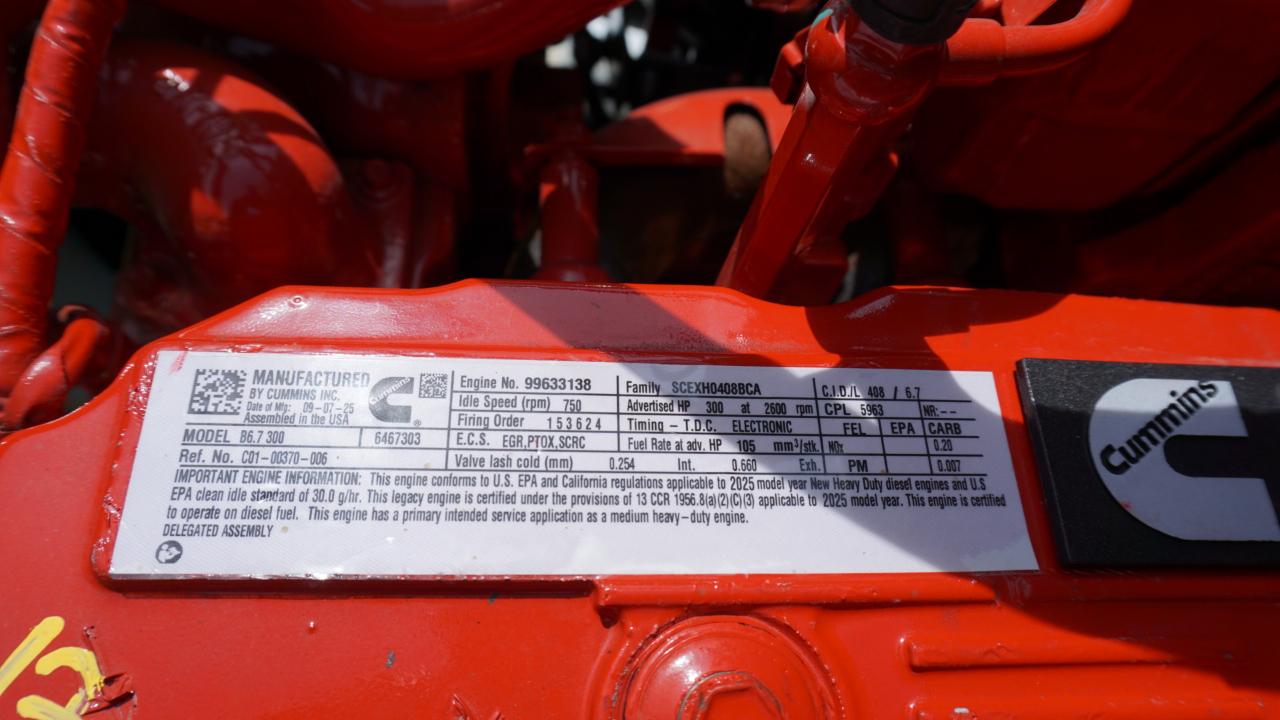 MANUFACTURED
BY CUMMINS INC.
Date of Mfg: 09-07-25
Assembled in the USA
Cummins
®
MODEL B6.7 300 6467303
Ref. No. C01-00370-006
Engine No. 99633138
Idle Speed (rpm) 750
Firing Order 153624
E.C.S. EGR,PTOX,SCRC
Valve lash cold (mm) 0.254 Int. 0.660 Exh.
Family SCEXH0408BCA
Advertised HP 300 at 2600 rpm
Timing - T.D.C. ELECTRONIC
Fuel Rate at adv. HP 105 mm³/stk.
C.I.D./L 408 / 6.7
CPL 5963 NR:--
FEL EPA CARB
NOx 0.20
PM 0.007
IMPORTANT ENGINE INFORMATION: This engine conforms to U.S. EPA and California regulations applicable to 2025 model year New Heavy Duty diesel engines and U.S
EPA clean idle standard of 30.0 g/hr. This legacy engine is certified under the provisions of 13 CCR 1956.8(a)(2)(C)(3) applicable to 2025 model year. This engine is certified
to operate on diesel fuel. This engine has a primary intended service application as a medium heavy-duty engine.
DELEGATED ASSEMBLY
Cummins